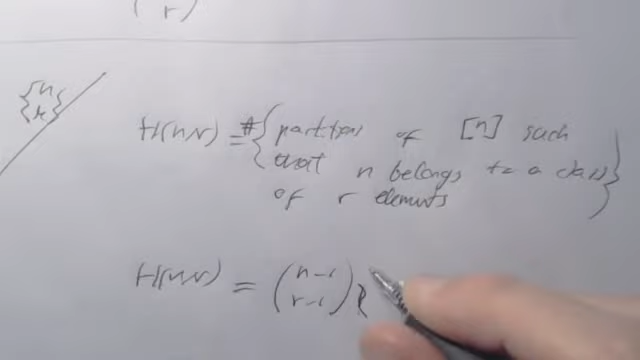 r )
{n
k}
H(n,r) = #{ partitions of [n] such
that n belongs to a class
of r elements }
H(n,r) = (n-1
r-1)